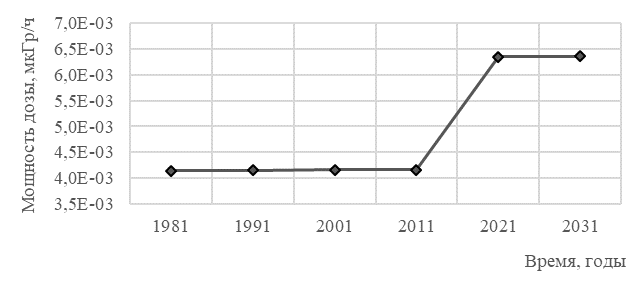 Мощность дозы, мкГр/ч
7,0E-03
6,5E-03
6,0E-03
5,5E-03
5,0E-03
4,5E-03
4,0E-03
3,5E-03
1981 1991 2001 2011 2021 2031
Время, годы